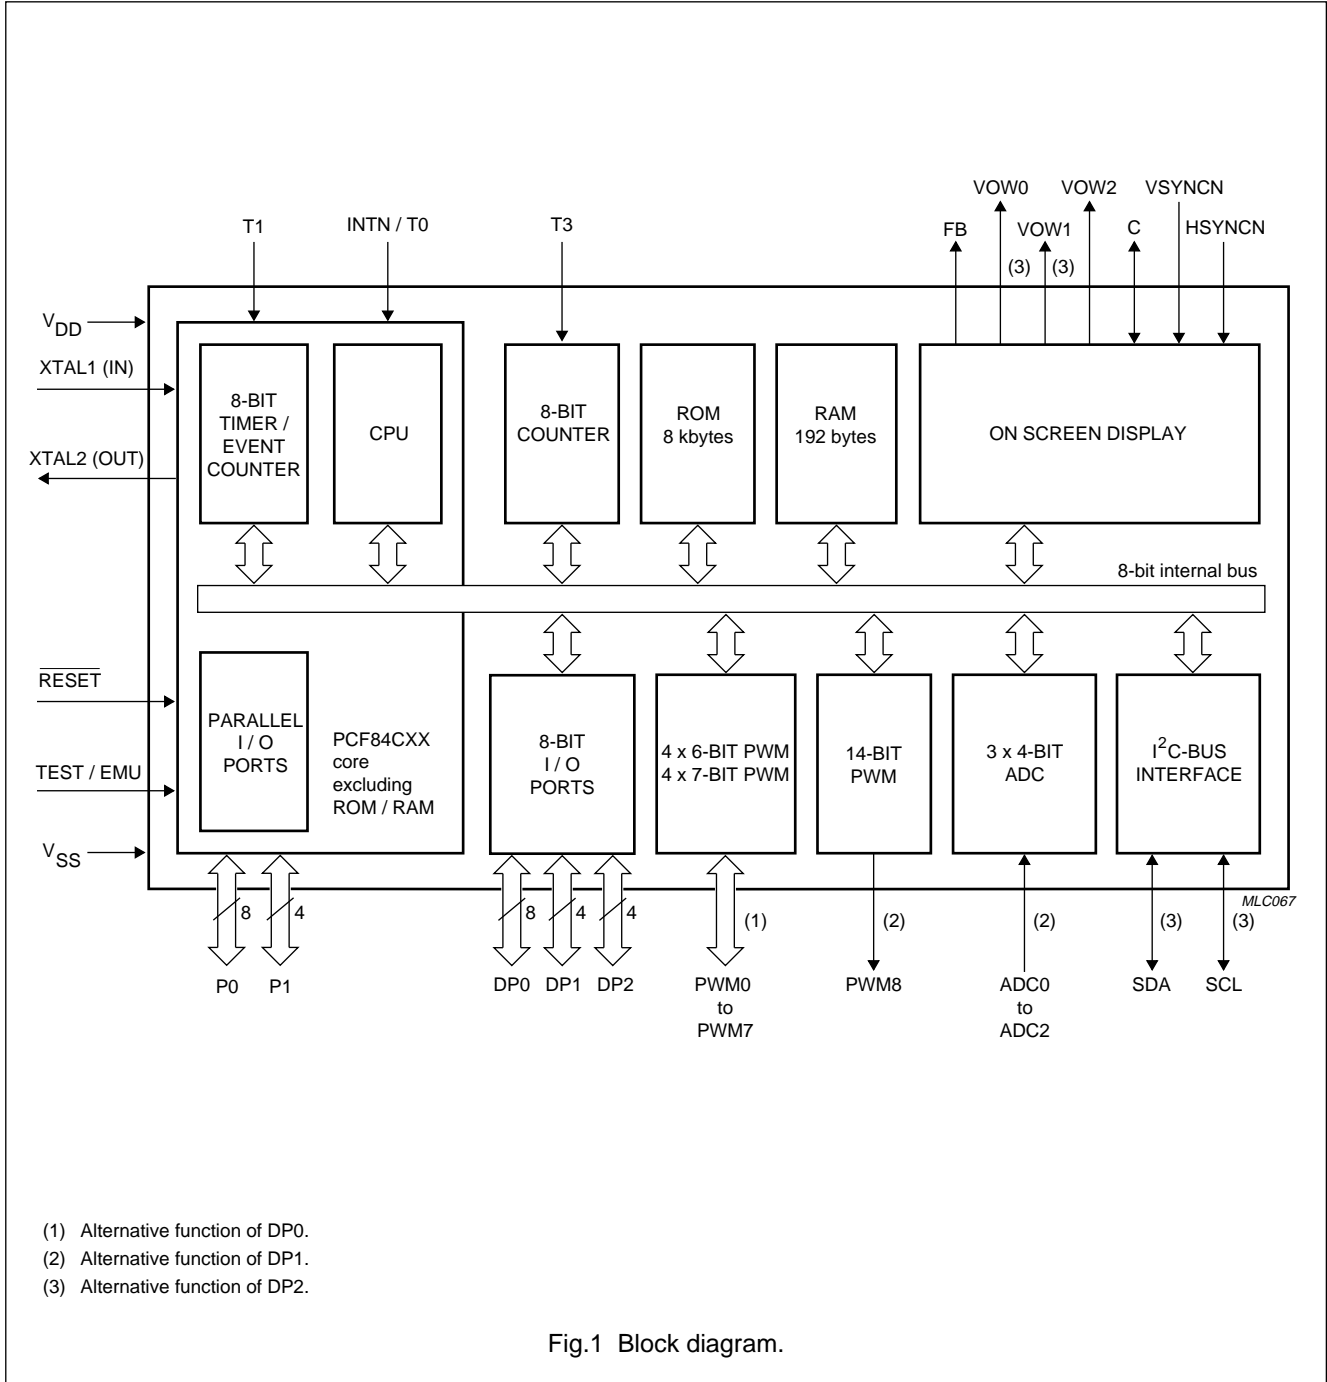 VOW0 VOW2 VSYNCN
T1 INTN / T0 T3 FB VOW1 C HSYNCN
(3) (3)
VDD
XTAL1 (IN)
XTAL2 (OUT)
8-BIT
TIMER /
EVENT
COUNTER
CPU
8-BIT
COUNTER
ROM
8 kbytes
RAM
192 bytes
ON SCREEN DISPLAY
8-bit internal bus
RESET
TEST / EMU
VSS
PARALLEL
I / O
PORTS
PCF84CXX
core
excluding
ROM / RAM
8-BIT
I / O
PORTS
4 x 6-BIT PWM
4 x 7-BIT PWM
14-BIT
PWM
3 x 4-BIT
ADC
I²C-BUS
INTERFACE
MLC067
8 4 8 4 4 (1) (2) (2) (3) (3)
P0 P1 DP0 DP1 DP2
PWM0
to
PWM7
PWM8
ADC0
to
ADC2
SDA SCL
(1) Alternative function of DP0.
(2) Alternative function of DP1.
(3) Alternative function of DP2.
Fig.1 Block diagram.